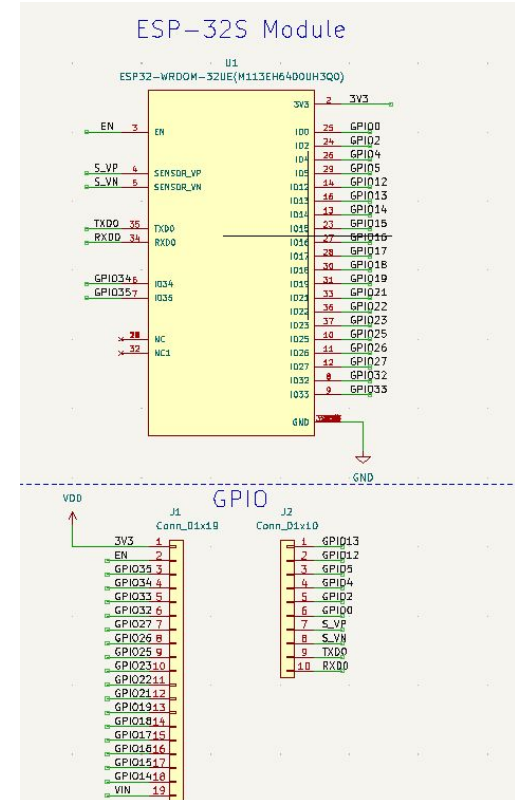 ESP-32S Module
U1
ESP32-WROOM-32UE(M113EH6400UH3Q0)
3V3 2 3V3
EN 3 EN
IO0 25 GPIO0
IO2 24 GPIO2
IO4 26 GPIO4
S_VP 4 SENSOR_VP
IO5 29 GPIO5
S_VN 5 SENSOR_VN
IO12 14 GPIO12
IO13 16 GPIO13
IO14 13 GPIO14
TXD0 35 TXD0
IO15 23 GPIO15
RXD0 34 RXD0
IO16 27 GPIO16
IO17 28 GPIO17
IO18 30 GPIO18
GPIO34 6 IO34
IO19 31 GPIO19
GPIO35 7 IO35
IO21 33 GPIO21
IO22 36 GPIO22
IO23 37 GPIO23
NC
IO25 10 GPIO25
32 NC1
IO26 11 GPIO26
IO27 12 GPIO27
IO32 8 GPIO32
IO33 9 GPIO33
GND
GND
GPIO
VDD
J1
Conn_01x19
3V3 1
EN 2
GPIO35 3
GPIO34 4
GPIO33 5
GPIO32 6
GPIO27 7
GPIO26 8
GPIO25 9
GPIO23 10
GPIO22 11
GPIO21 12
GPIO19 13
GPIO18 14
GPIO17 15
GPIO16 16
GPIO15 17
GPIO14 18
VIN 19
J2
Conn_01x10
1 GPIO13
2 GPIO12
3 GPIO5
4 GPIO4
5 GPIO2
6 GPIO0
7 S_VP
8 S_VN
9 TXD0
10 RXD0